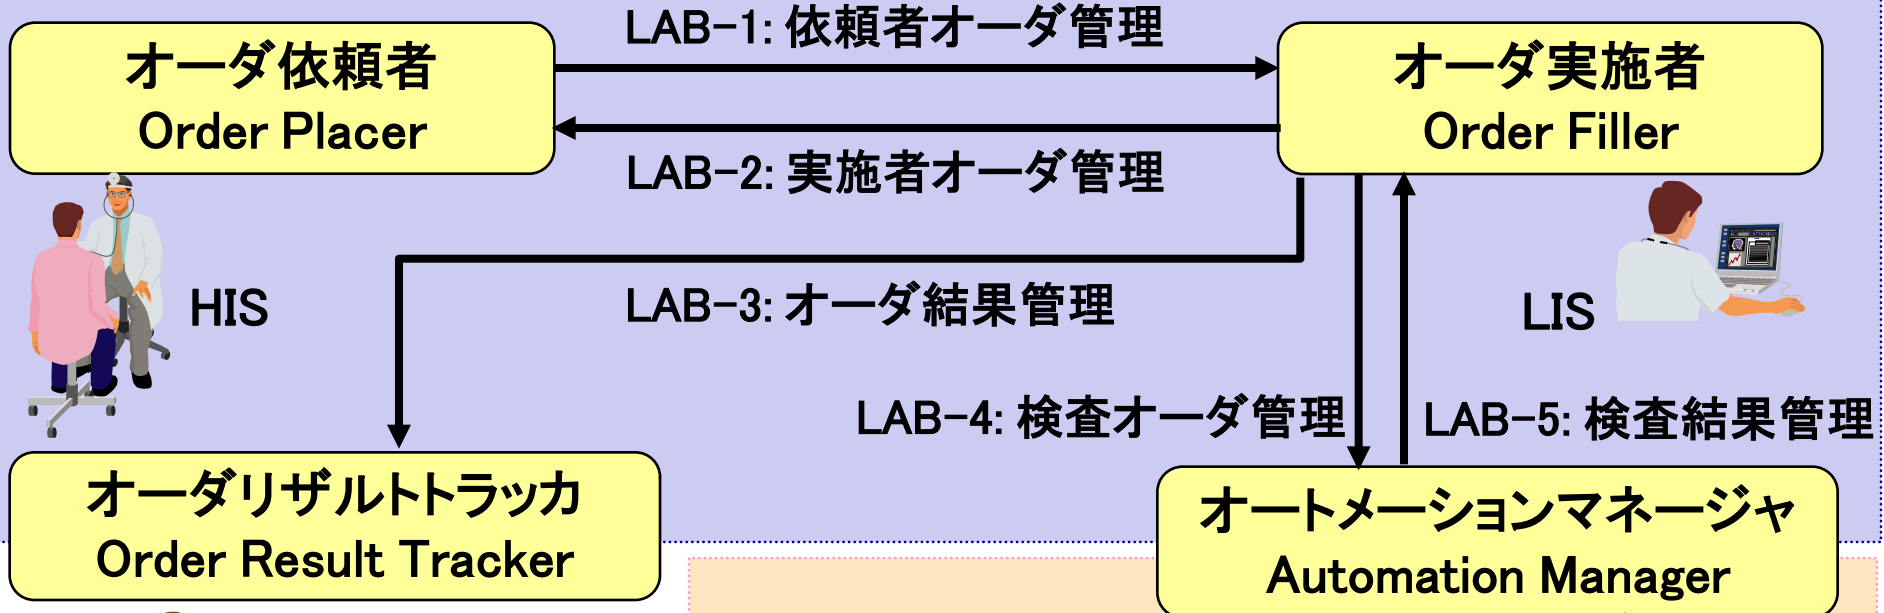 LAB-1: 依頼者オーダ管理
オーダ依頼者
Order Placer
オーダ実施者
Order Filler
LAB-2: 実施者オーダ管理
HIS
LAB-3: オーダ結果管理
LIS
LAB-4: 検査オーダ管理
LAB-5: 検査結果管理
オーダリザルトトラッカ
Order Result Tracker
オートメーションマネージャ
Automation Manager